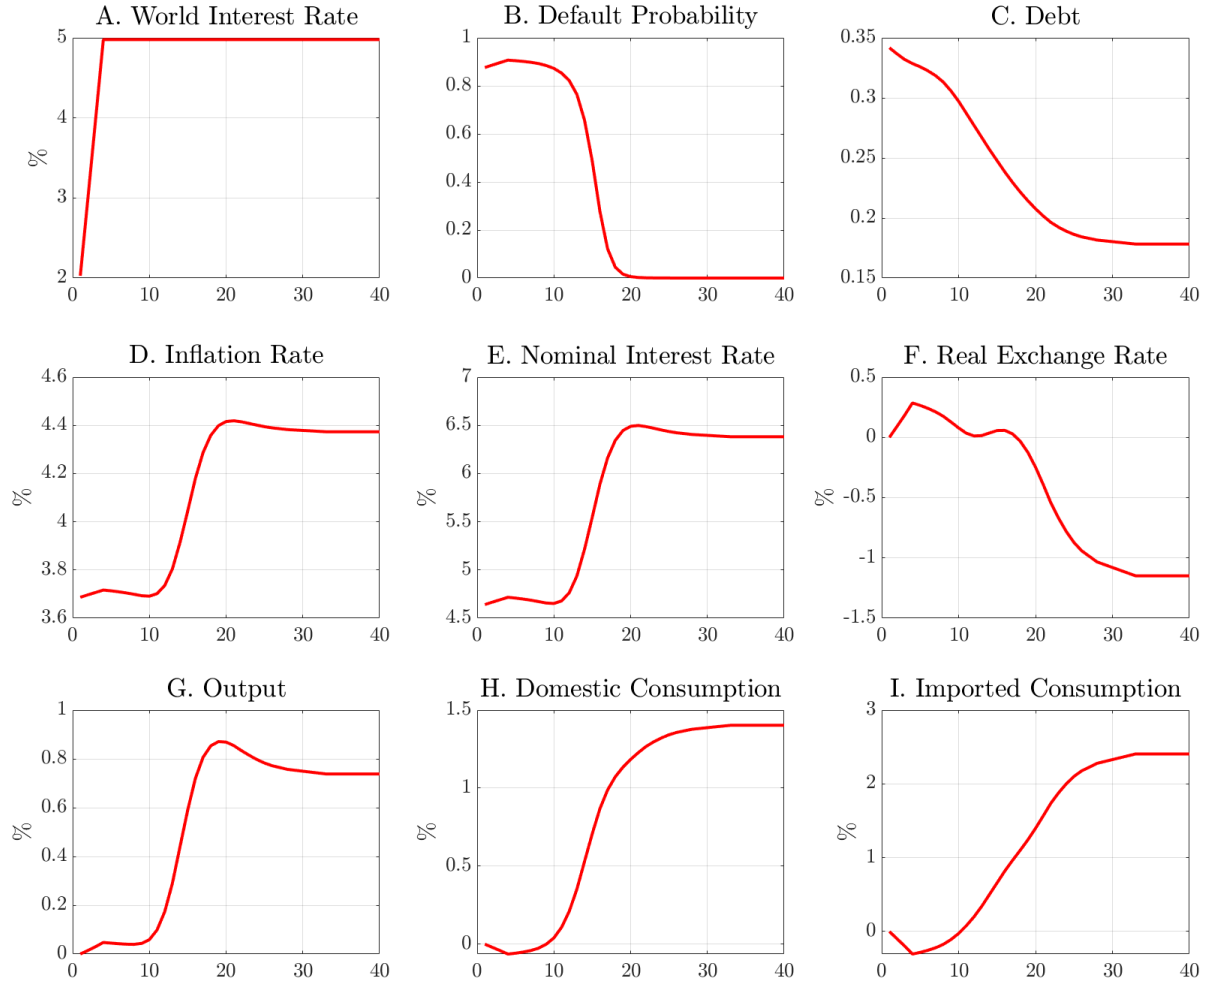 A. World Interest Rate
B. Default Probability
C. Debt
5
4
3
2
%
0 10 20 30 40
1
0.8
0.6
0.4
0.2
0
0 10 20 30 40
0.35
0.3
0.25
0.2
0.15
0 10 20 30 40
D. Inflation Rate
E. Nominal Interest Rate
F. Real Exchange Rate
4.6
4.4
4.2
4
3.8
3.6
%
0 10 20 30 40
7
6.5
6
5.5
5
4.5
%
0 10 20 30 40
0.5
0
-0.5
-1
-1.5
%
0 10 20 30 40
G. Output
H. Domestic Consumption
I. Imported Consumption
1
0.8
0.6
0.4
0.2
0
%
0 10 20 30 40
1.5
1
0.5
0
%
0 10 20 30 40
3
2
1
0
%
0 10 20 30 40